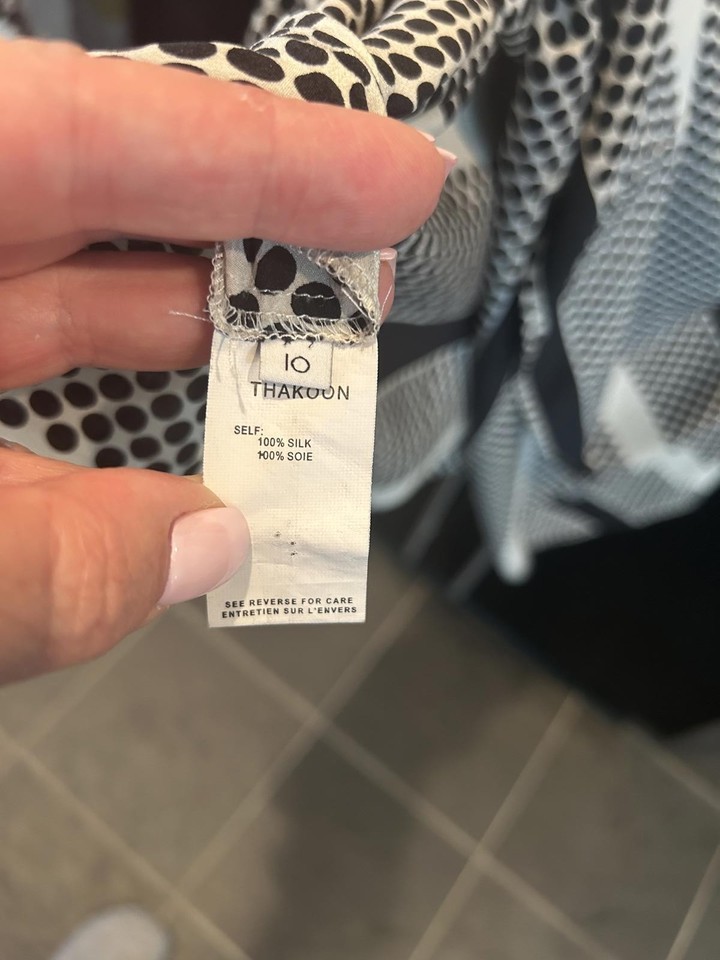 10
THAKOON
SELF:
100% SILK
100% SOIE
SEE REVERSE FOR CARE
ENTRETIEN SUR L'ENVERS